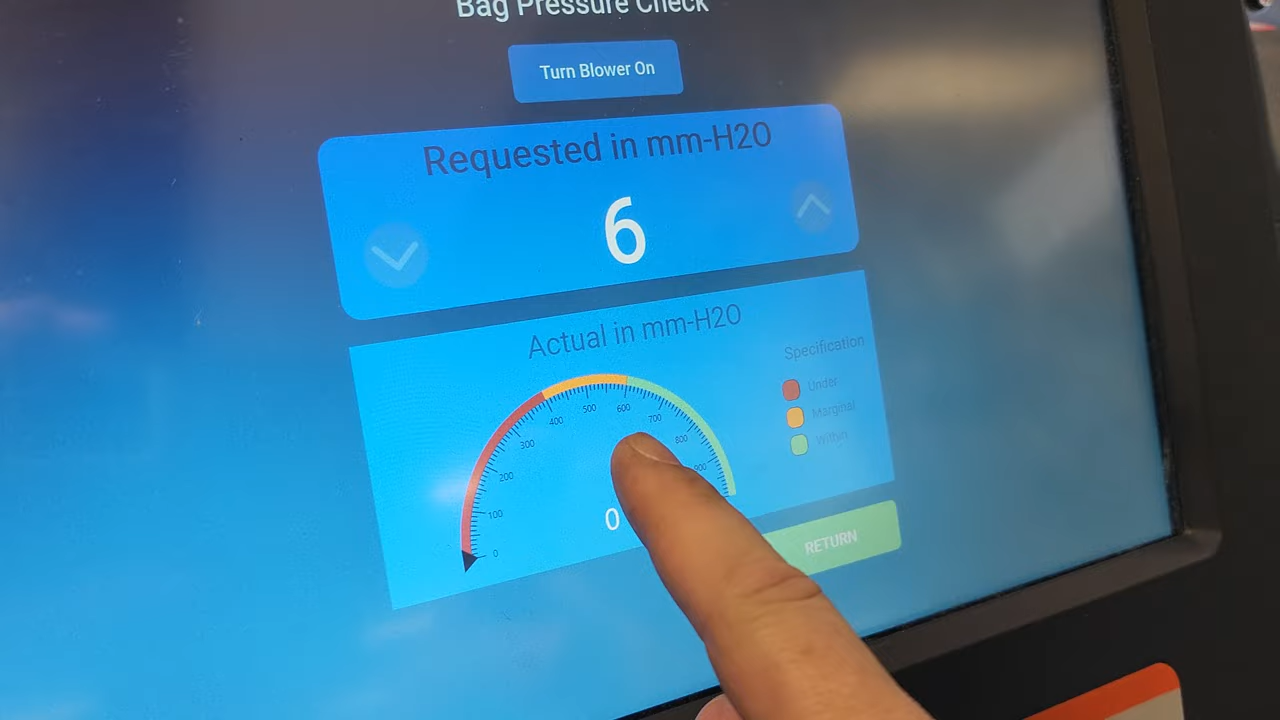 Bag Pressure Check
Turn Blower On
Requested in mm-H2O
6
Actual in mm-H2O
Specification
Under
Marginal
Within
0
100
200
300
400
500
600
700
800
900
0
RETURN